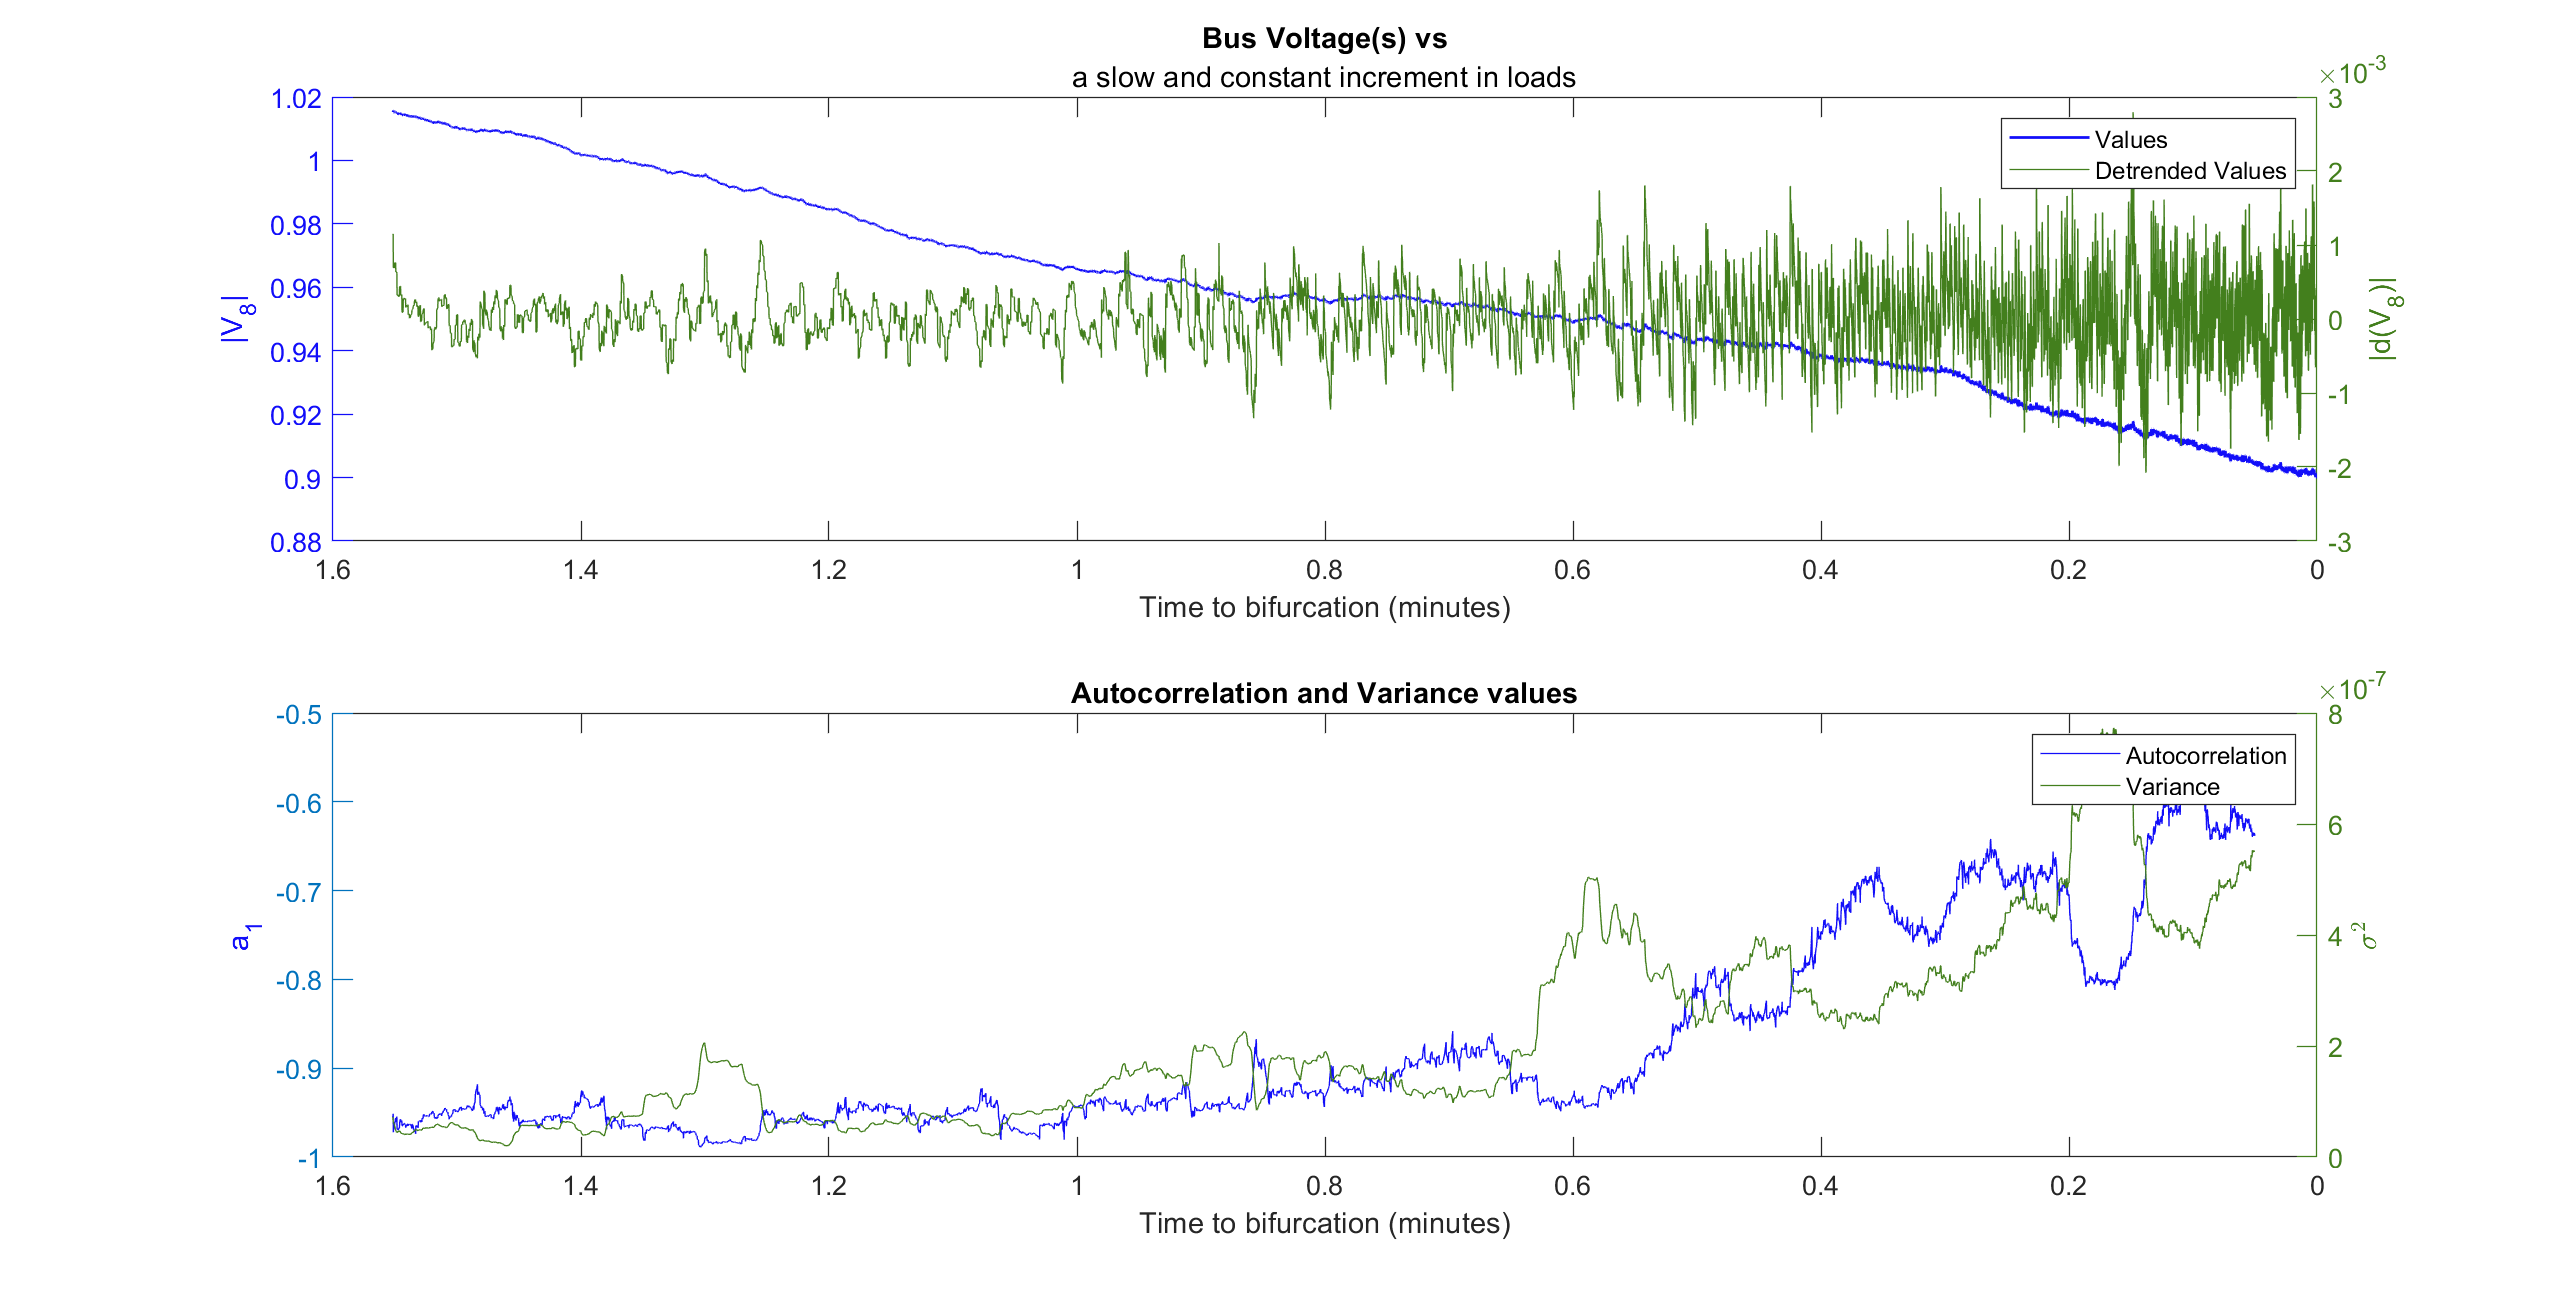 Bus Voltage(s) vs
a slow and constant increment in loads
×10⁻³
1.02
1
0.98
0.96
0.94
0.92
0.9
0.88
|V₈|
3
2
1
0
-1
-2
-3
|d(V₈)|
Values
Detrended Values
1.6 1.4 1.2 1 0.8 0.6 0.4 0.2 0
Time to bifurcation (minutes)
Autocorrelation and Variance values
×10⁻⁷
-0.5
-0.6
-0.7
-0.8
-0.9
-1
a₁
8
6
4
2
0
σ²
Autocorrelation
Variance
1.6 1.4 1.2 1 0.8 0.6 0.4 0.2 0
Time to bifurcation (minutes)